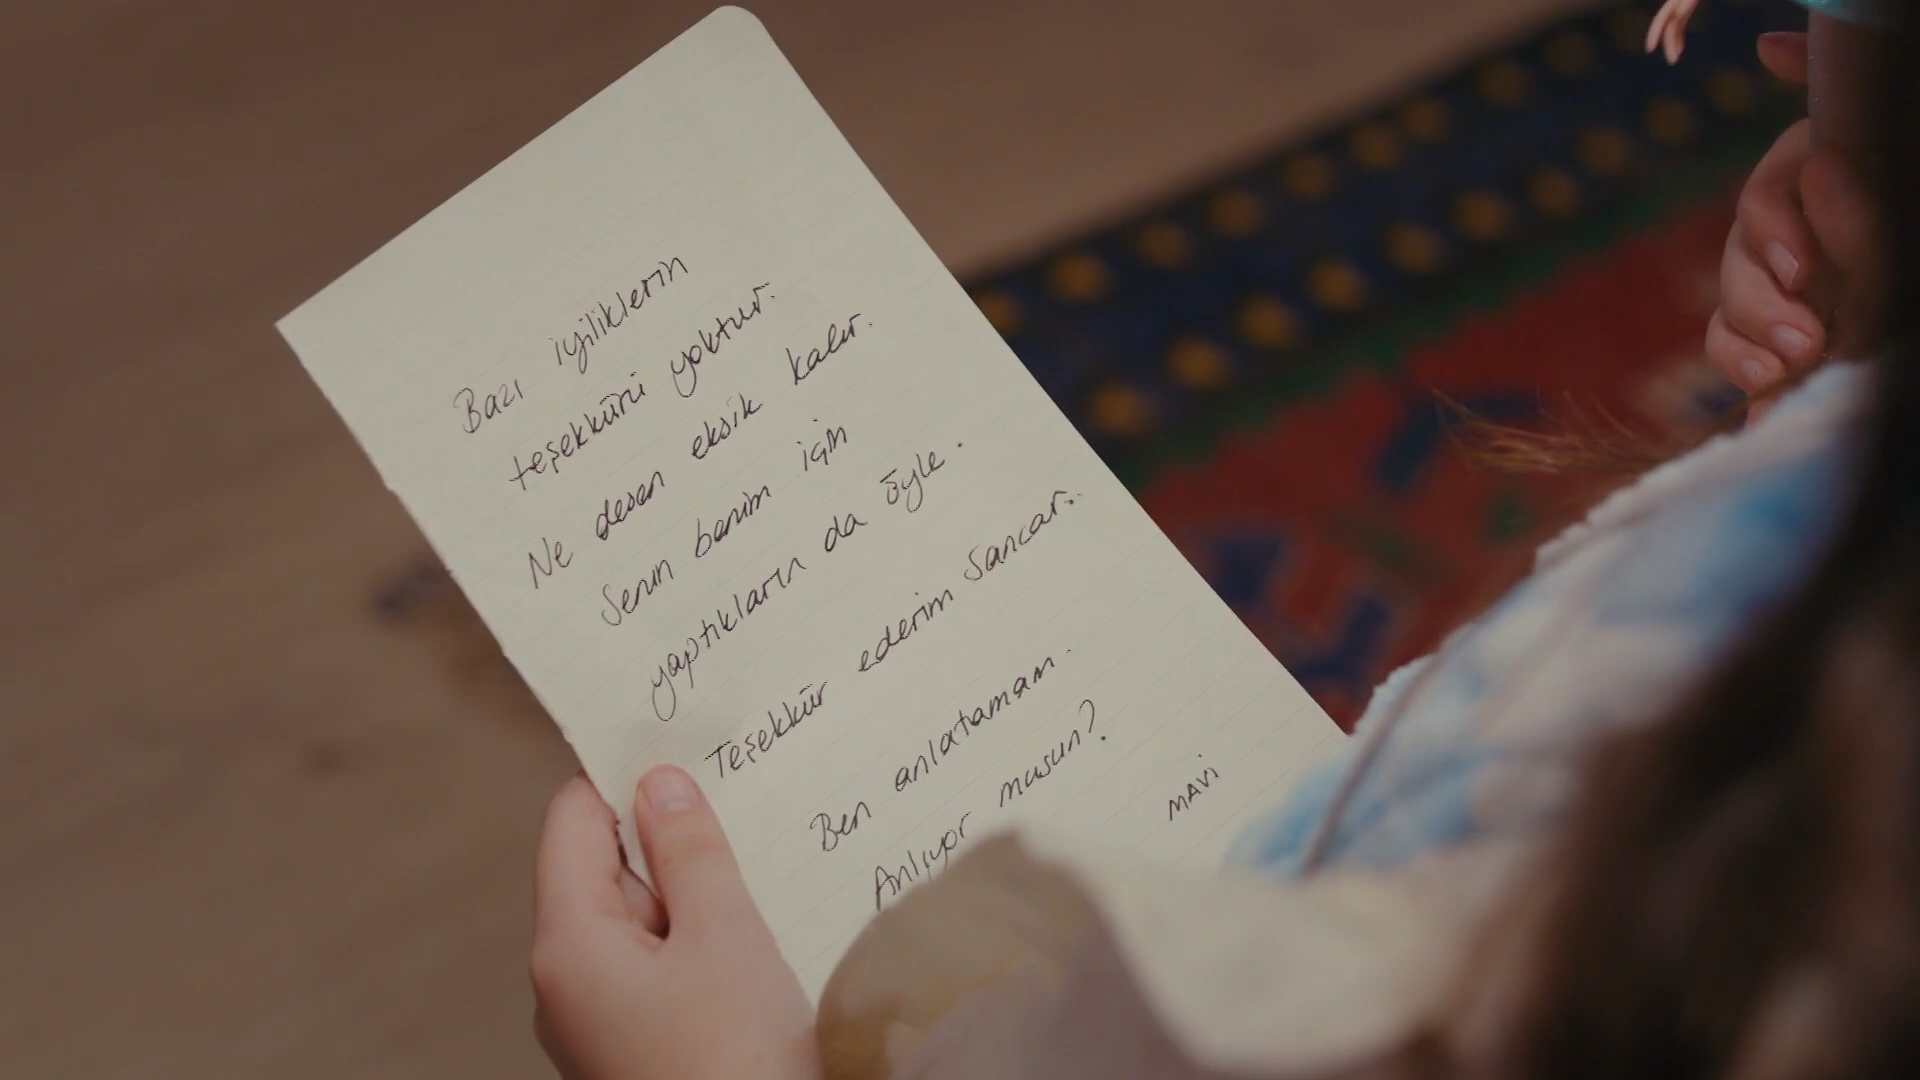 Bazı iyiliklerin
teşekkürü yoktur.
Ne desen eksik kalır.
Senin benim için
yaptıkların da öyle.
Teşekkür ederim Sancar..
Ben anlatamam.
Anlıyor musun?
MAVİ